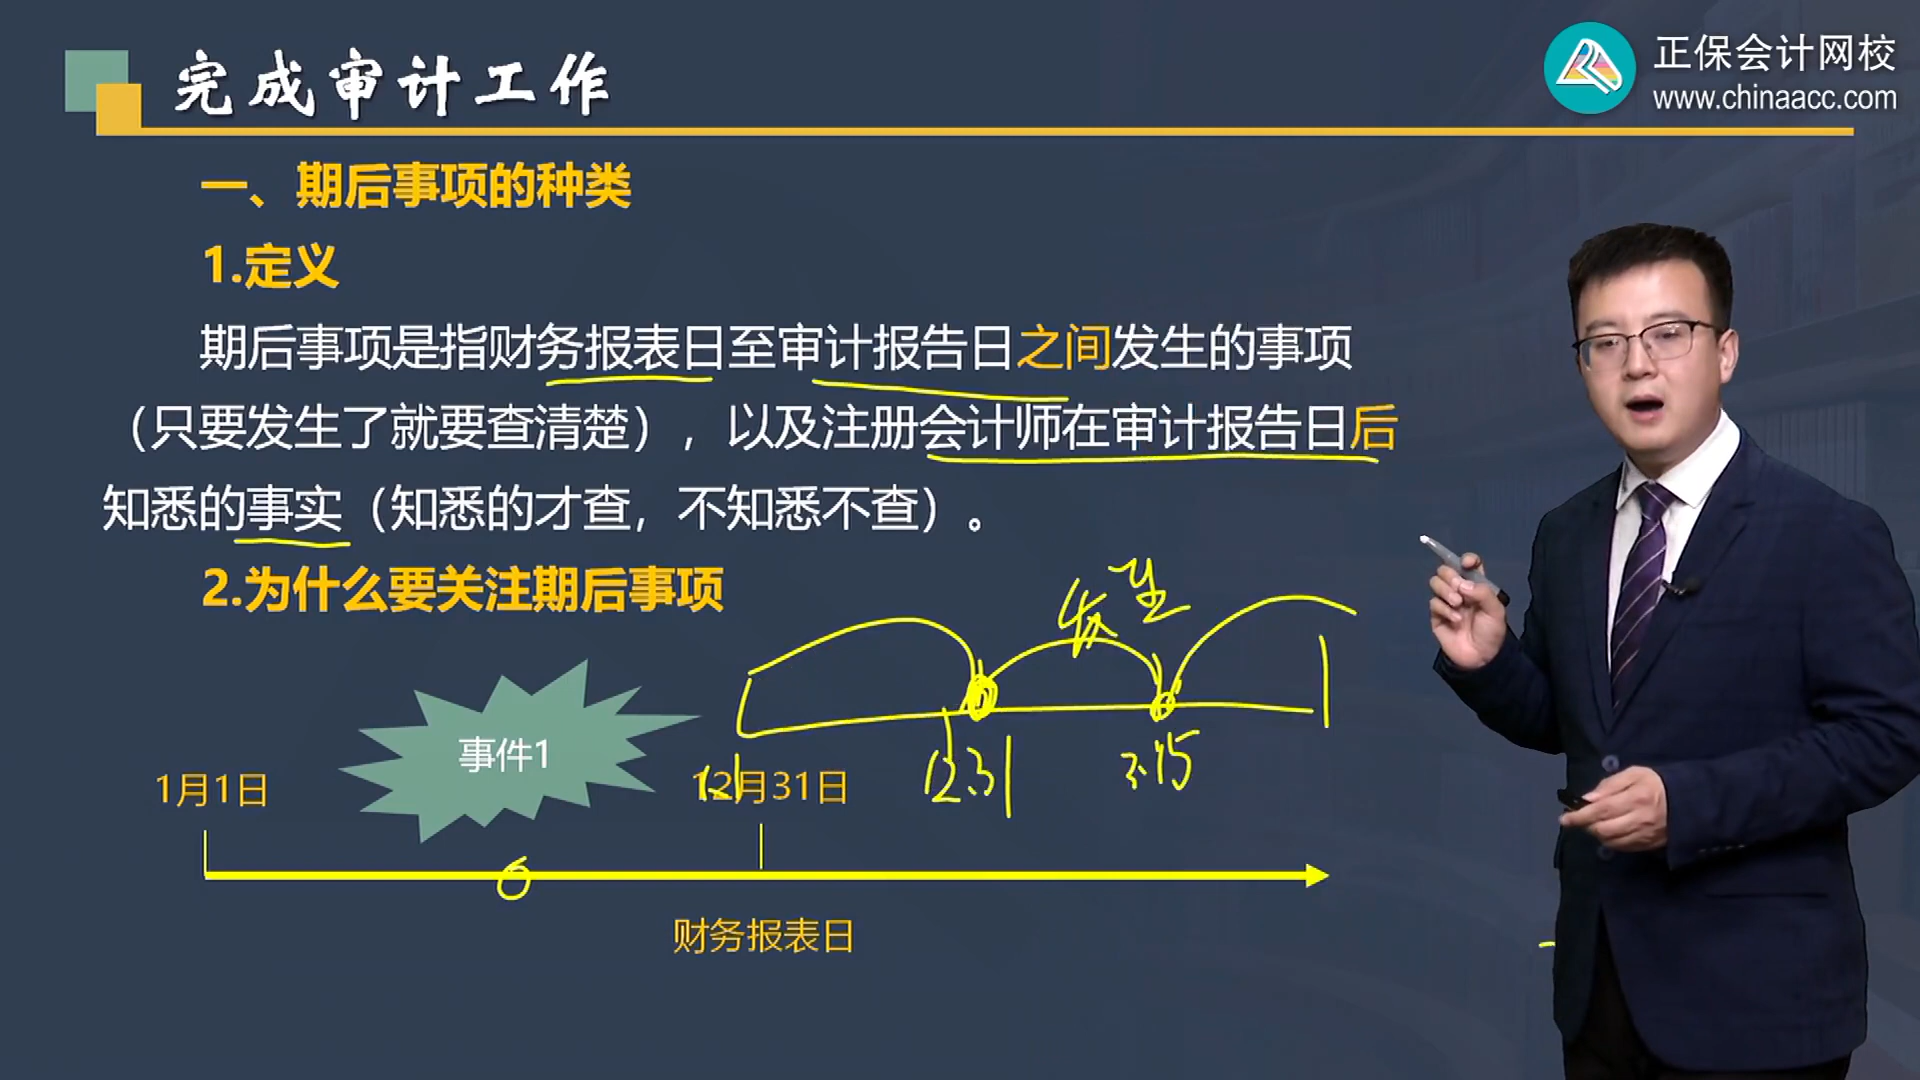 完成审计工作
正保会计网校
www.chinaacc.com
一、期后事项的种类
1.定义
期后事项是指财务报表日至审计报告日之间发生的事项
（只要发生了就要查清楚），以及注册会计师在审计报告日后
知悉的事实（知悉的才查，不知悉不查）。
2.为什么要关注期后事项
发生
事件1
1月1日
12月31日
12.31
3.15
财务报表日